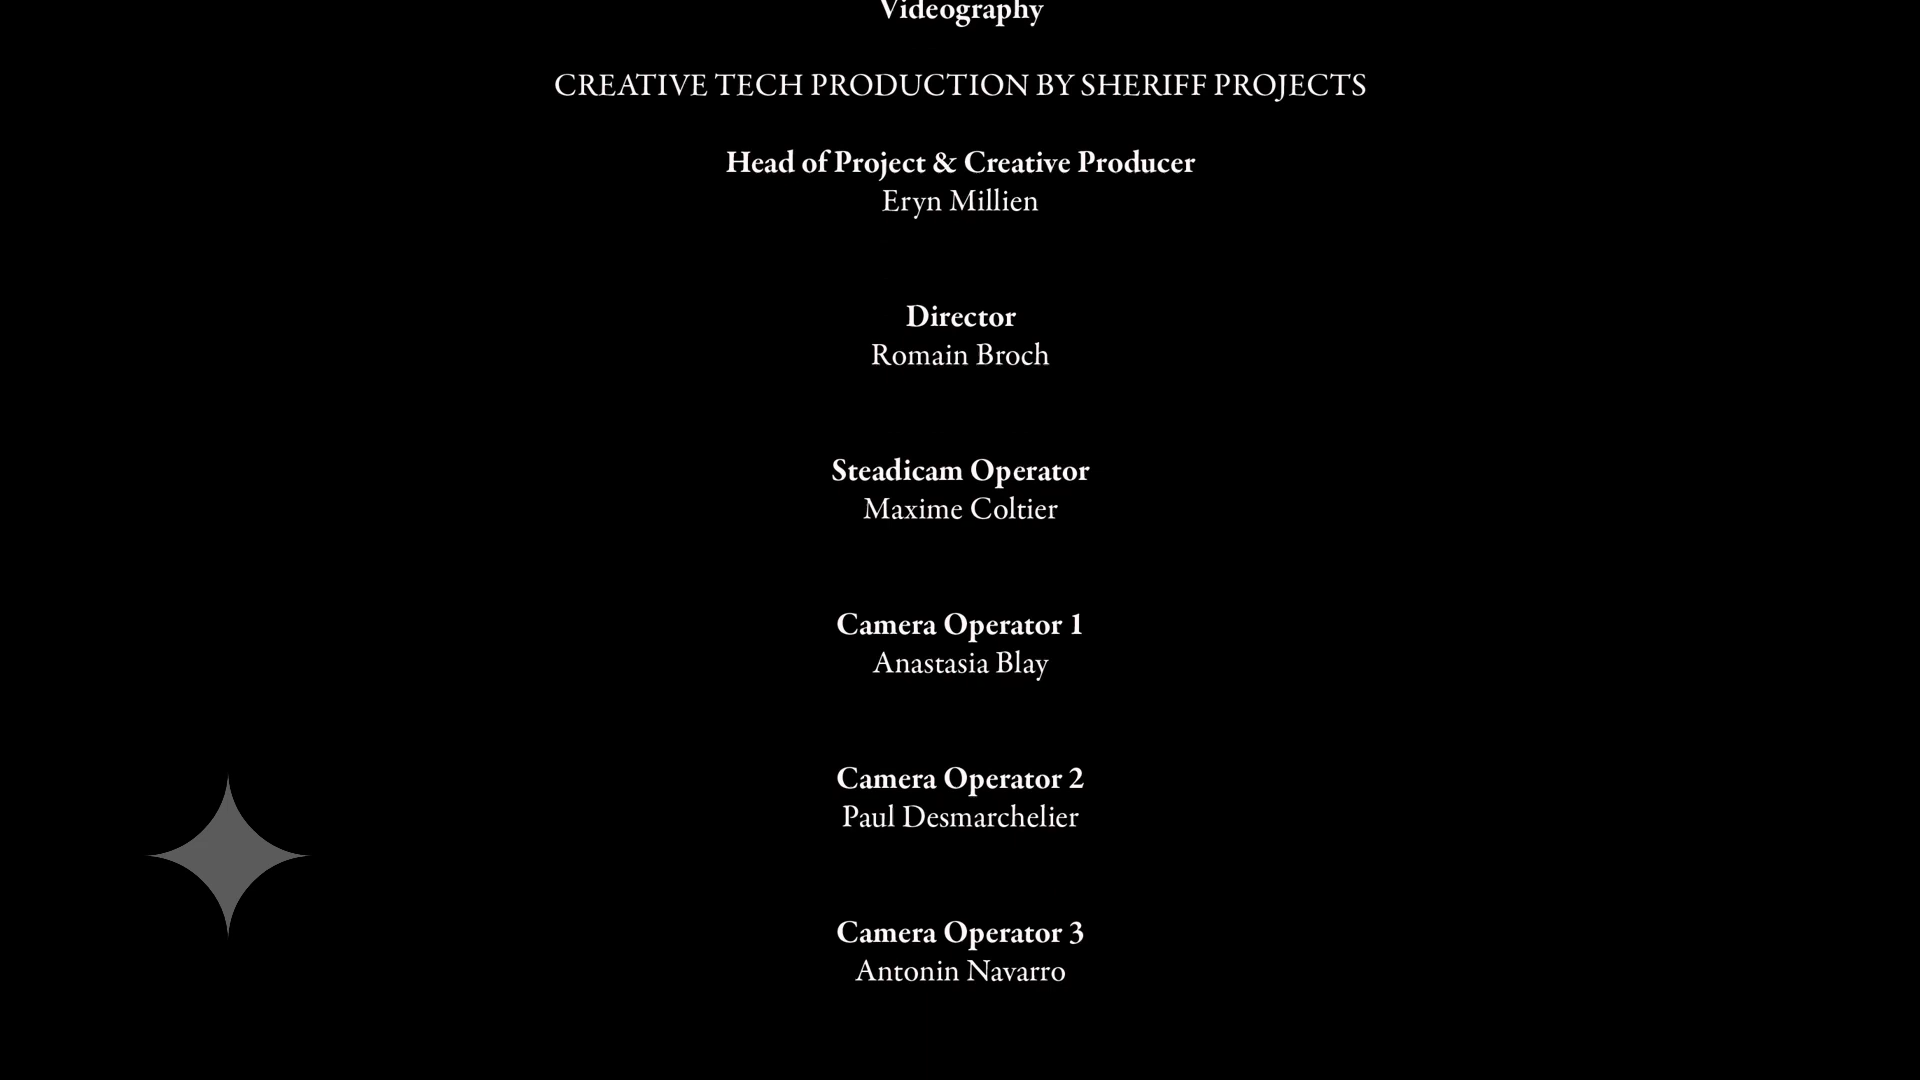 Videography
CREATIVE TECH PRODUCTION BY SHERIFF PROJECTS
Head of Project & Creative Producer
Eryn Millien
Director
Romain Broch
Steadicam Operator
Maxime Coltier
Camera Operator 1
Anastasia Blay
Camera Operator 2
Paul Desmarchelier
Camera Operator 3
Antonin Navarro